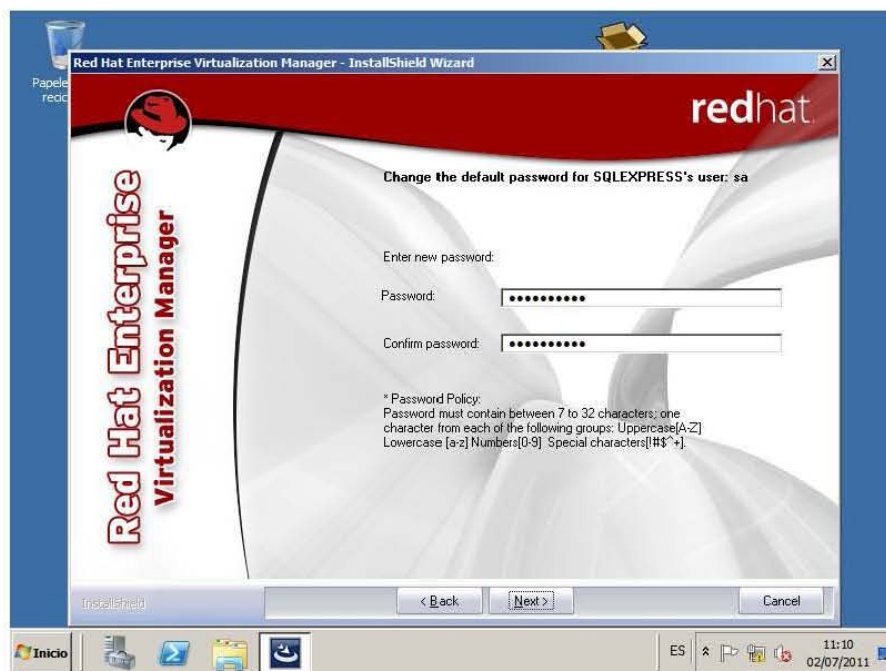 Papele
recic
Red Hat Enterprise Virtualization Manager - InstallShield Wizard
redhat.
Red Hat Enterprise
Virtualization Manager
Change the default password for SQLEXPRESS's user: sa
Enter new password:
Password: ●●●●●●●●●●
Confirm password: ●●●●●●●●●●
* Password Policy:
Password must contain between 7 to 32 characters; one
character from each of the following groups: Uppercase[A-Z]
Lowercase [a-z] Numbers[0-9] Special characters[!#$^+].
InstallShield
< Back
Next >
Cancel
Inicio
ES
11:10
02/07/2011